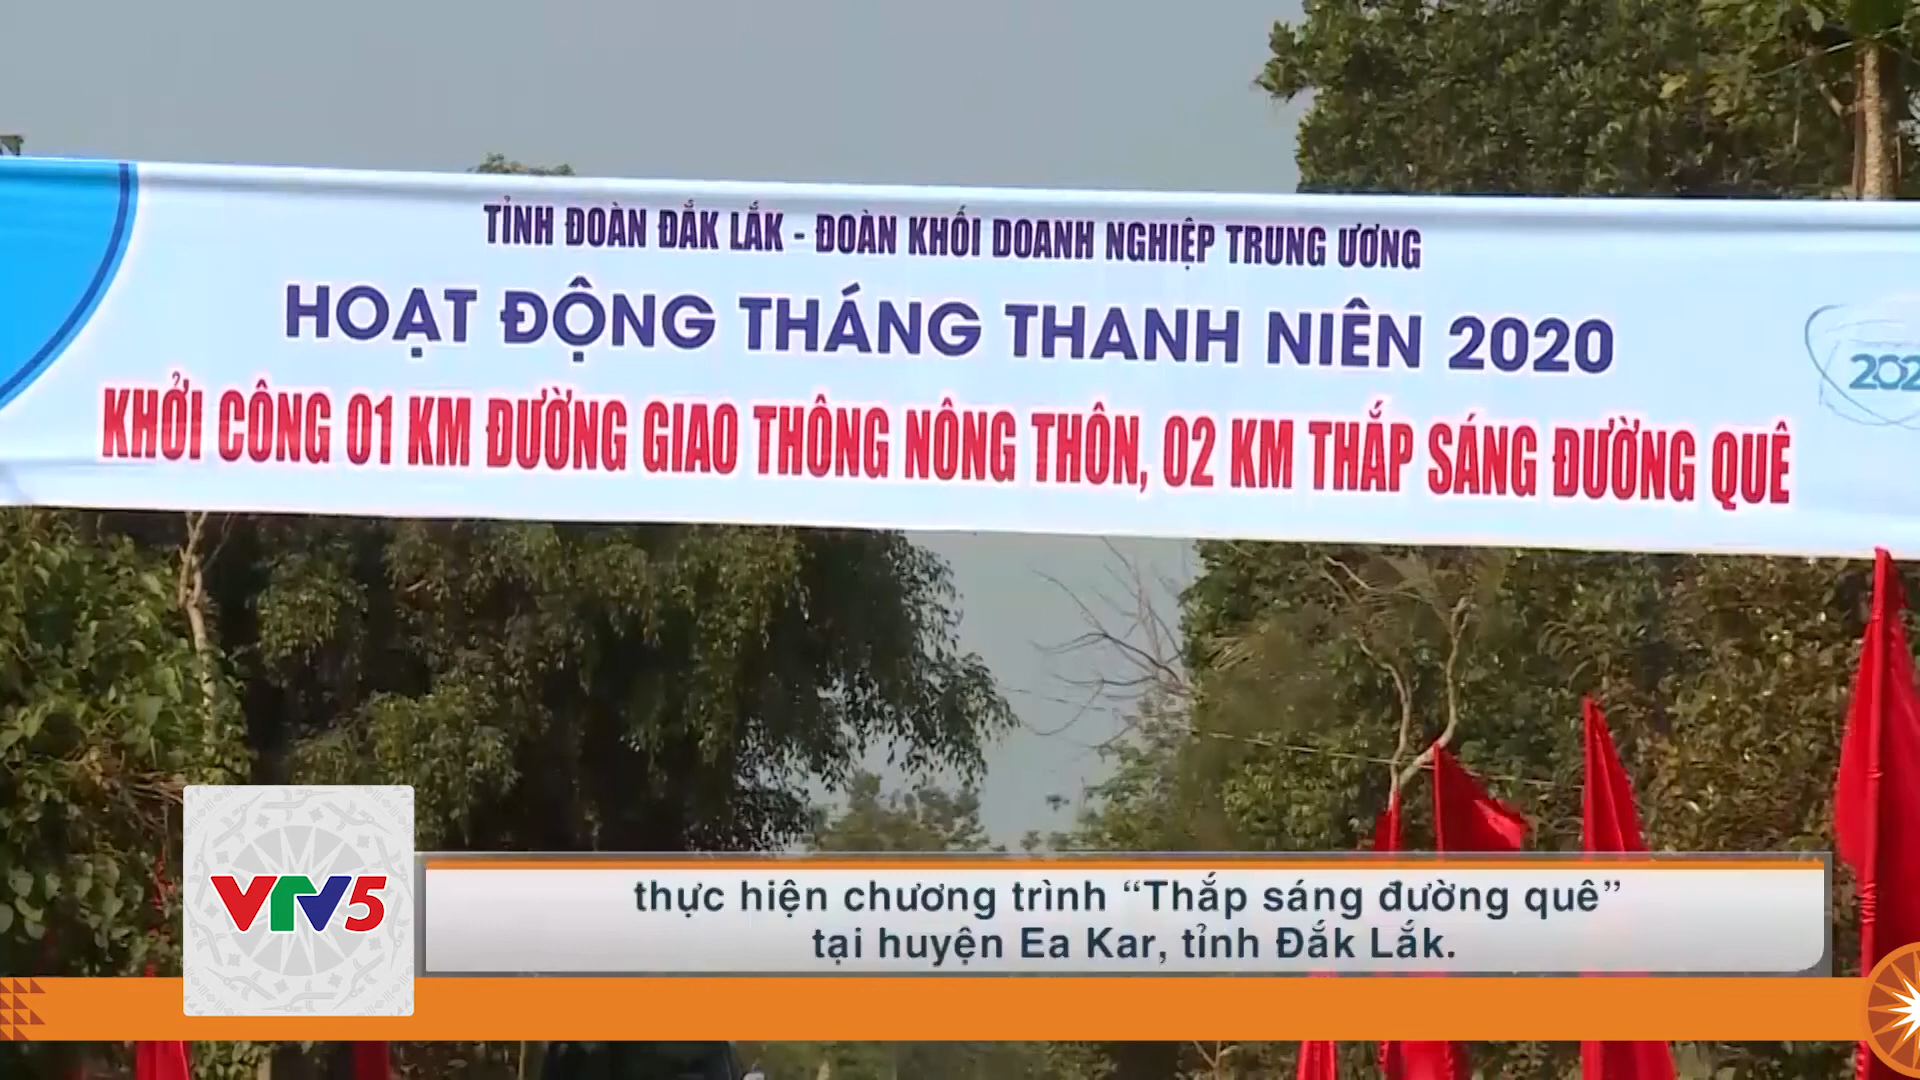 TỈNH ĐOÀN ĐẮK LẮK - ĐOÀN KHỐI DOANH NGHIỆP TRUNG ƯƠNG
HOẠT ĐỘNG THÁNG THANH NIÊN 2020
KHỞI CÔNG 01 KM ĐƯỜNG GIAO THÔNG NÔNG THÔN, 02 KM THẮP SÁNG ĐƯỜNG QUÊ
VTV5
thực hiện chương trình “Thắp sáng đường quê”
tại huyện Ea Kar, tỉnh Đắk Lắk.